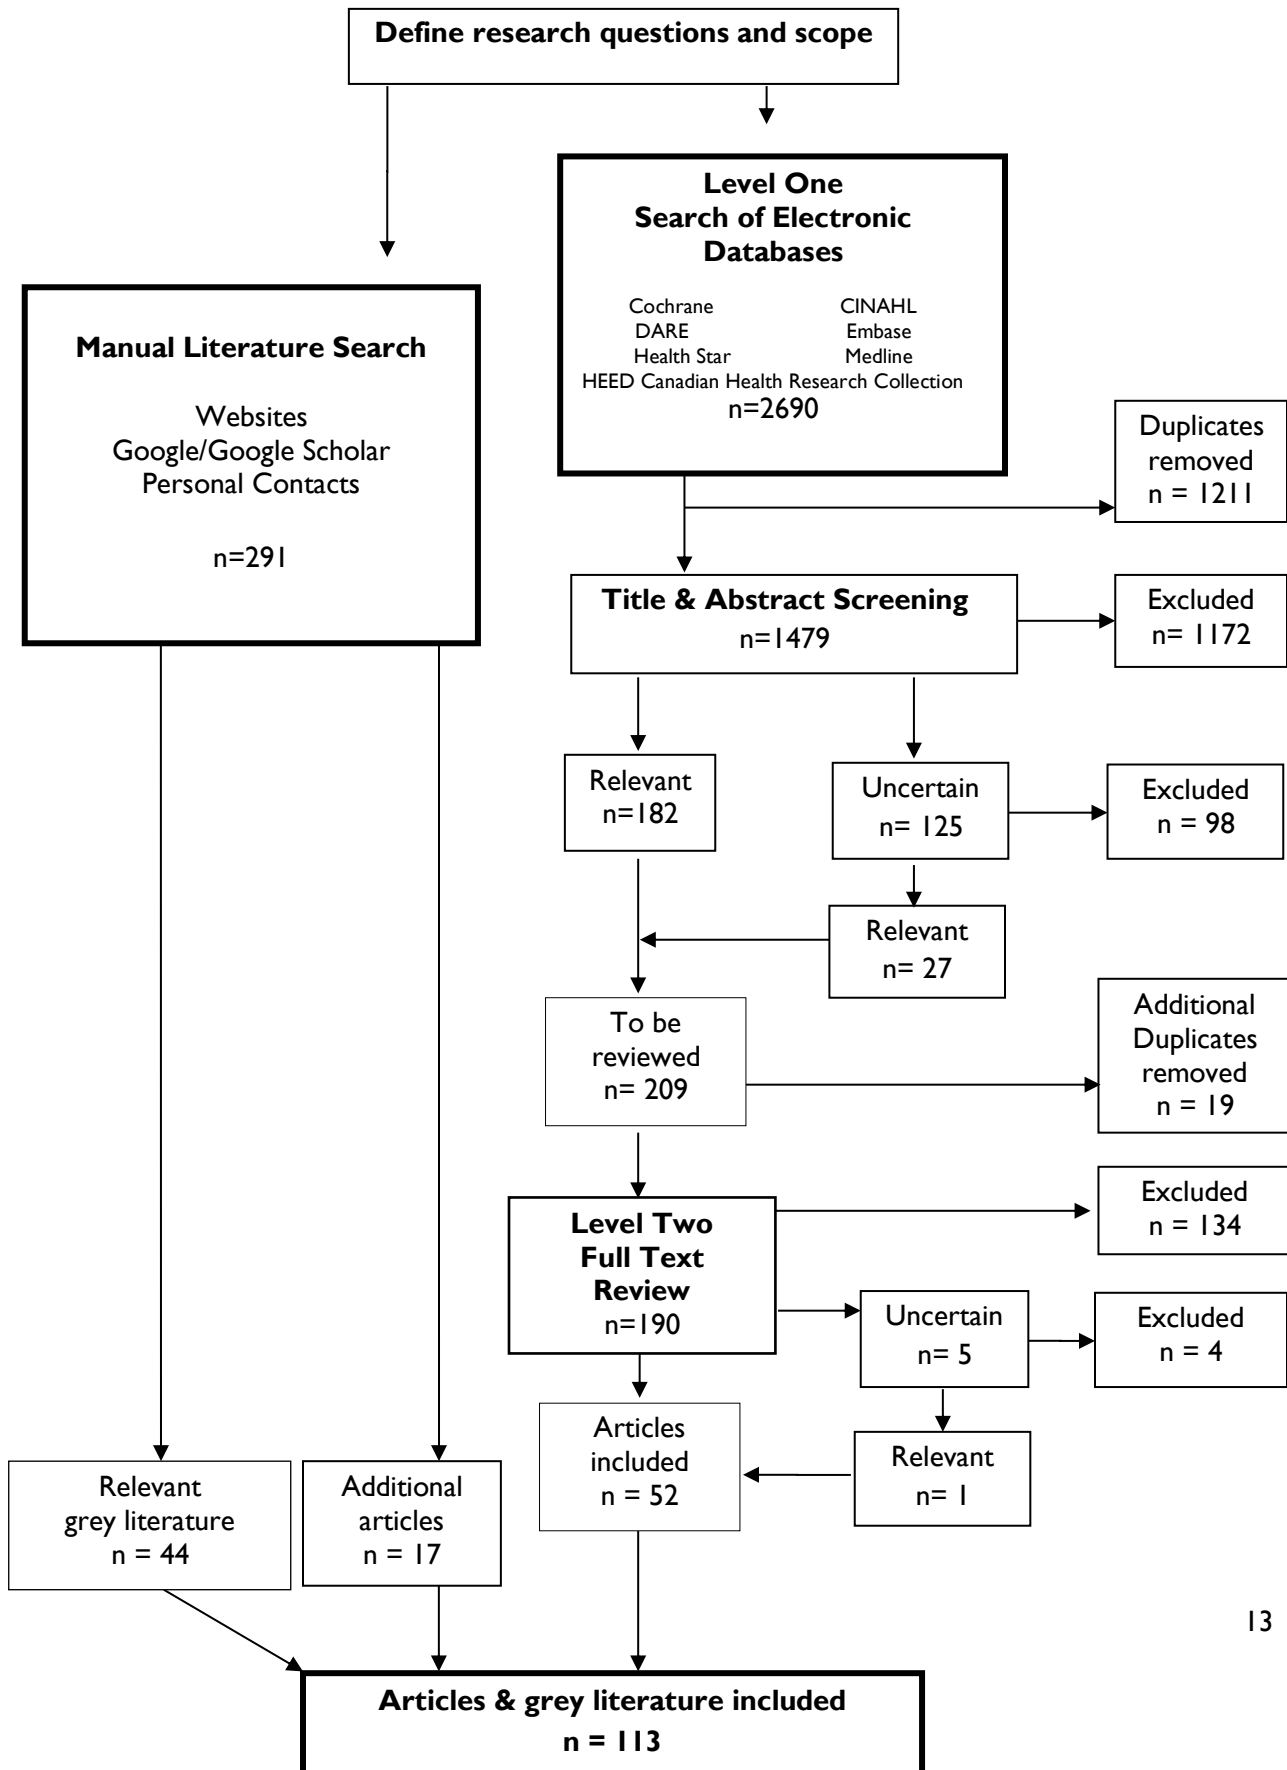 Define research questions and scope
Level One
Search of Electronic
Databases
Cochrane CINAHL
DARE Embase
Health Star Medline
HEED Canadian Health Research Collection
n=2690
Manual Literature Search
Websites
Google/Google Scholar
Personal Contacts
n=291
Duplicates
removed
n = 1211
Title & Abstract Screening
n=1479
Excluded
n= 1172
Relevant
n=182
Uncertain
n= 125
Excluded
n = 98
Relevant
n= 27
To be
reviewed
n= 209
Additional
Duplicates
removed
n = 19
Level Two
Full Text
Review
n=190
Excluded
n = 134
Uncertain
n= 5
Excluded
n = 4
Relevant
n= 1
Articles
included
n = 52
Relevant
grey literature
n = 44
Additional
articles
n = 17
13
Articles & grey literature included
n = 113